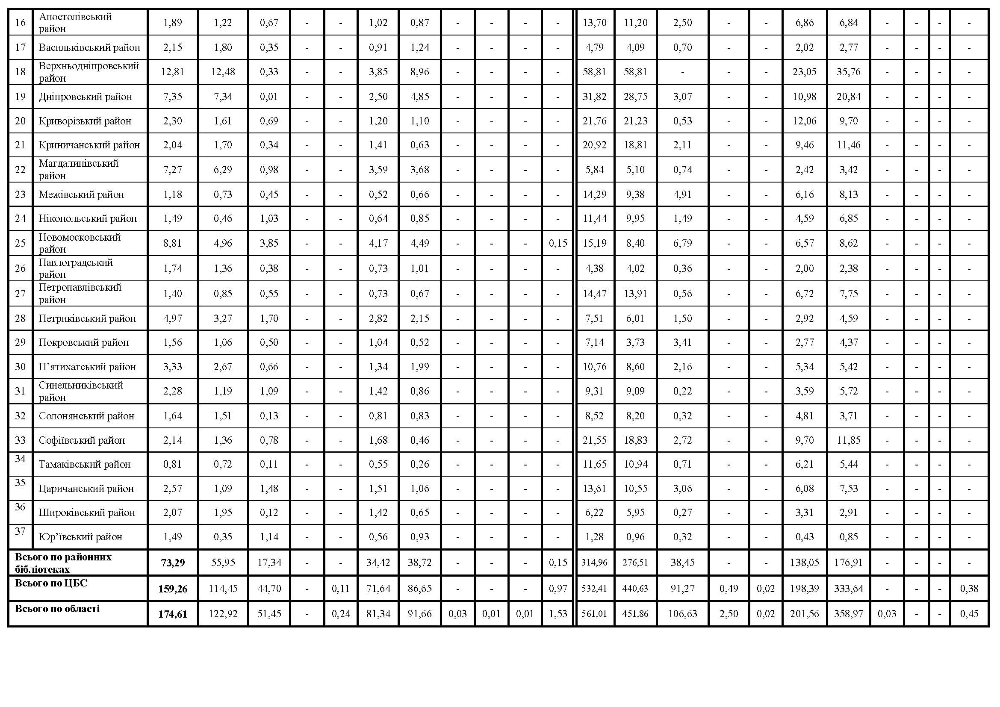 16 Апостолівський район 1,89 1,22 0,67 - - 1,02 0,87 - - - - 13,70 11,20 2,50 - - 6,86 6,84 - - - -
17 Васильківський район 2,15 1,80 0,35 - - 0,91 1,24 - - - - 4,79 4,09 0,70 - - 2,02 2,77 - - - -
18 Верхньодніпровський район 12,81 12,48 0,33 - - 3,85 8,96 - - - - 58,81 58,81 - - - 23,05 35,76 - - - -
19 Дніпровський район 7,35 7,34 0,01 - - 2,50 4,85 - - - - 31,82 28,75 3,07 - - 10,98 20,84 - - - -
20 Криворізький район 2,30 1,61 0,69 - - 1,20 1,10 - - - - 21,76 21,23 0,53 - - 12,06 9,70 - - - -
21 Криничанський район 2,04 1,70 0,34 - - 1,41 0,63 - - - - 20,92 18,81 2,11 - - 9,46 11,46 - - - -
22 Магдалинівський район 7,27 6,29 0,98 - - 3,59 3,68 - - - - 5,84 5,10 0,74 - - 2,42 3,42 - - - -
23 Межівський район 1,18 0,73 0,45 - - 0,52 0,66 - - - - 14,29 9,38 4,91 - - 6,16 8,13 - - - -
24 Нікопольський район 1,49 0,46 1,03 - - 0,64 0,85 - - - - 11,44 9,95 1,49 - - 4,59 6,85 - - - -
25 Новомосковський район 8,81 4,96 3,85 - - 4,17 4,49 - - - 0,15 15,19 8,40 6,79 - - 6,57 8,62 - - - -
26 Павлоградський район 1,74 1,36 0,38 - - 0,73 1,01 - - - - 4,38 4,02 0,36 - - 2,00 2,38 - - - -
27 Петропавлівський район 1,40 0,85 0,55 - - 0,73 0,67 - - - - 14,47 13,91 0,56 - - 6,72 7,75 - - - -
28 Петриківський район 4,97 3,27 1,70 - - 2,82 2,15 - - - - 7,51 6,01 1,50 - - 2,92 4,59 - - - -
29 Покровський район 1,56 1,06 0,50 - - 1,04 0,52 - - - - 7,14 3,73 3,41 - - 2,77 4,37 - - - -
30 П’ятихатський район 3,33 2,67 0,66 - - 1,34 1,99 - - - - 10,76 8,60 2,16 - - 5,34 5,42 - - - -
31 Синельниківський район 2,28 1,19 1,09 - - 1,42 0,86 - - - - 9,31 9,09 0,22 - - 3,59 5,72 - - - -
32 Солонянський район 1,64 1,51 0,13 - - 0,81 0,83 - - - - 8,52 8,20 0,32 - - 4,81 3,71 - - - -
33 Софіївський район 2,14 1,36 0,78 - - 1,68 0,46 - - - - 21,55 18,83 2,72 - - 9,70 11,85 - - - -
34 Тамаківський район 0,81 0,72 0,11 - - 0,55 0,26 - - - - 11,65 10,94 0,71 - - 6,21 5,44 - - - -
35 Царичанський район 2,57 1,09 1,48 - - 1,51 1,06 - - - - 13,61 10,55 3,06 - - 6,08 7,53 - - - -
36 Широківський район 2,07 1,95 0,12 - - 1,42 0,65 - - - - 6,22 5,95 0,27 - - 3,31 2,91 - - - -
37 Юр’ївський район 1,49 0,35 1,14 - - 0,56 0,93 - - - - 1,28 0,96 0,32 - - 0,43 0,85 - - - -
Всього по районних бібліотеках 73,29 55,95 17,34 - - 34,42 38,72 - - - 0,15 314,96 276,51 38,45 - - 138,05 176,91 - - - -
Всього по ЦБС 159,26 114,45 44,70 - 0,11 71,64 86,65 - - - 0,97 532,41 440,63 91,27 0,49 0,02 198,39 333,64 - - - 0,38
Всього по області 174,61 122,92 51,45 - 0,24 81,34 91,66 0,03 0,01 0,01 1,53 561,01 451,86 106,63 2,50 0,02 201,56 358,97 0,03 - - 0,45